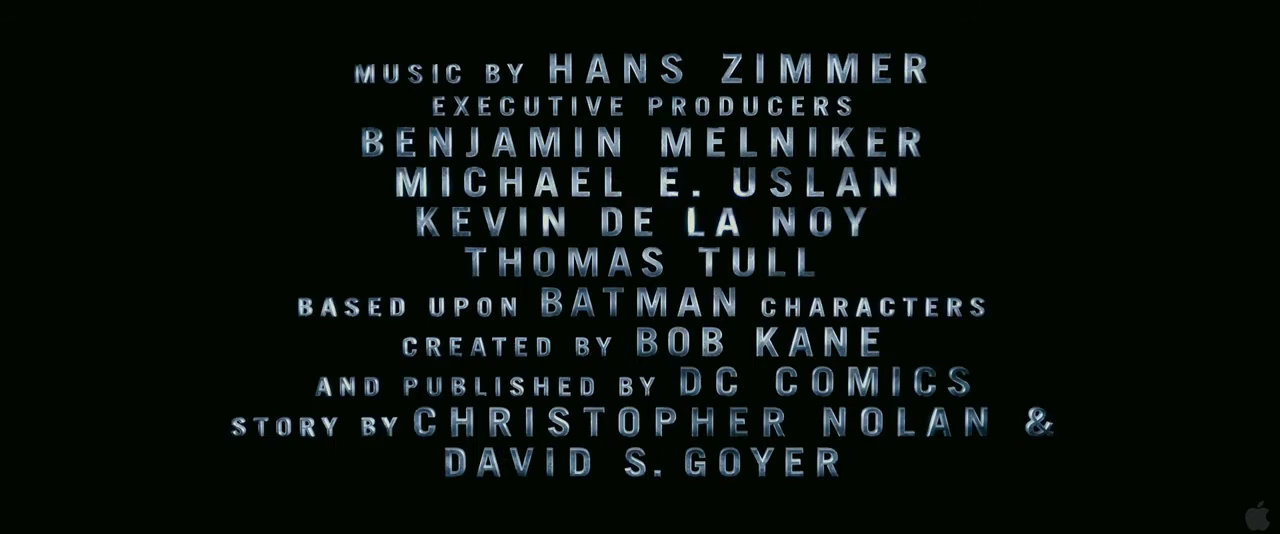 MUSIC BY HANS ZIMMER
EXECUTIVE PRODUCERS
BENJAMIN MELNIKER
MICHAEL E. USLAN
KEVIN DE LA NOY
THOMAS TULL
BASED UPON BATMAN CHARACTERS
CREATED BY BOB KANE
AND PUBLISHED BY DC COMICS
STORY BY CHRISTOPHER NOLAN &
DAVID S. GOYER